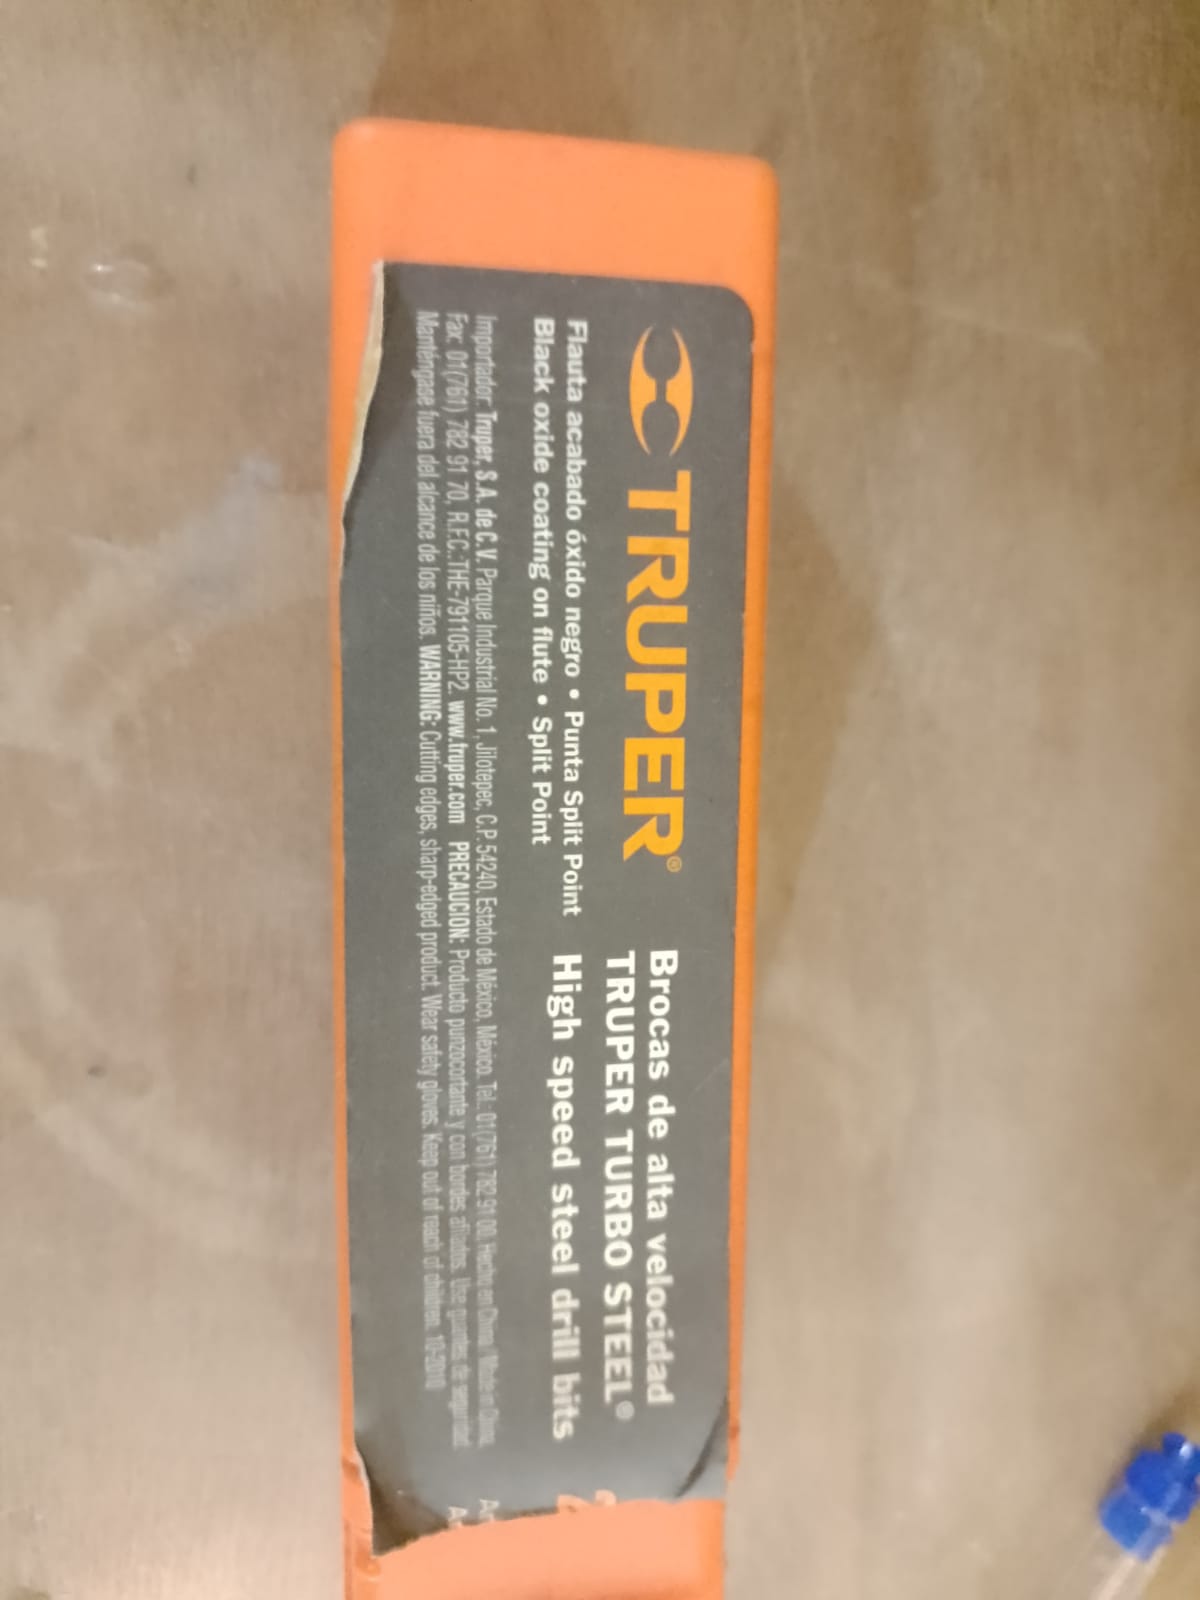 TRUPER®
Brocas de alta velocidad
TRUPER TURBO STEEL®
High speed steel drill bits
Flauta acabado óxido negro • Punta Split Point
Black oxide coating on flute • Split Point
Importador: Truper, S.A. de C.V. Parque Industrial No. 1, Jilotepec, C.P. 54240, Estado de México, México. Tel.: 01(761) 782 91 00. Hecho en China. Made in China.
Fax: 01(761) 782 91 70, R.F.C.:THE-791105-HP2. www.truper.com PRECAUCION: Producto punzocortante y con bordes afilados. Use guantes de seguridad.
Manténgase fuera del alcance de los niños. WARNING: Cutting edges, sharp-edged product. Wear safety gloves. Keep out of reach of children. 10-2010